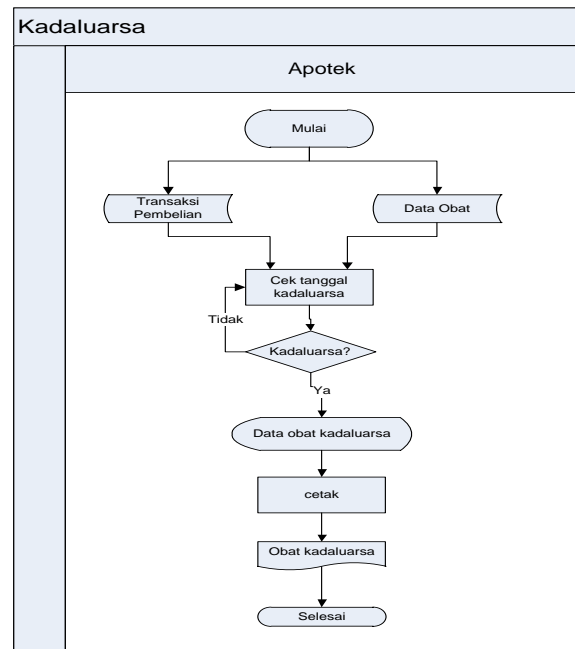 Kadaluarsa
Apotek
Mulai
Transaksi
Pembelian
Data Obat
Cek tanggal
kadaluarsa
Tidak
Kadaluarsa?
Ya
Data obat kadaluarsa
cetak
Obat kadaluarsa
Selesai